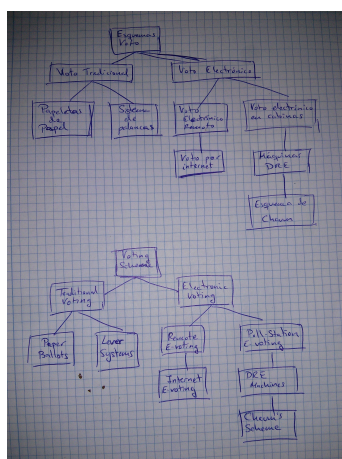 Esquemas
Voto
Voto Tradicional
Voto Electrónico
Papeletas
de
Papel
Sistema
de
palancas
Voto
Electrónico
Remoto
Voto electrónico
en cabinas
Voto por
internet
Máquinas
DRE
Esquema de
Chaum
Voting
Scheme
Traditional
Voting
Electronic
Voting
Paper
Ballots
Lever
Systems
Remote
E-voting
Poll-Station
E-voting
Internet
E-voting
DRE
Machines
Chaum's
Scheme